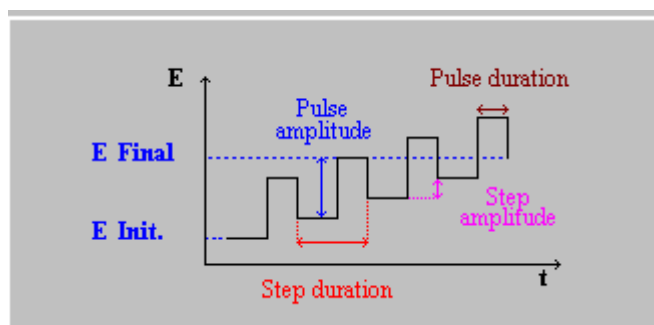 E
Pulse duration
Pulse
amplitude
E Final
Step
amplitude
E Init.
t
Step duration